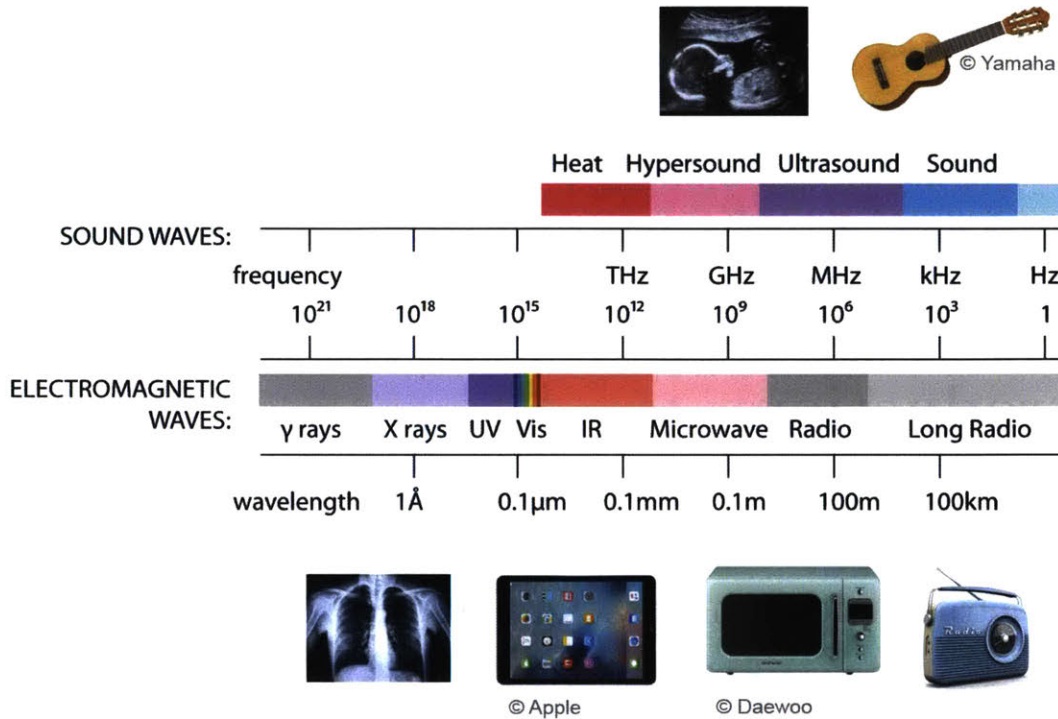 © Yamaha
Heat Hypersound Ultrasound Sound
SOUND WAVES:
frequency THz GHz MHz kHz Hz
10²¹ 10¹⁸ 10¹⁵ 10¹² 10⁹ 10⁶ 10³ 1
ELECTROMAGNETIC
WAVES:
γ rays X rays UV Vis IR Microwave Radio Long Radio
wavelength 1Å 0.1μm 0.1mm 0.1m 100m 100km
Radio
© Apple © Daewoo